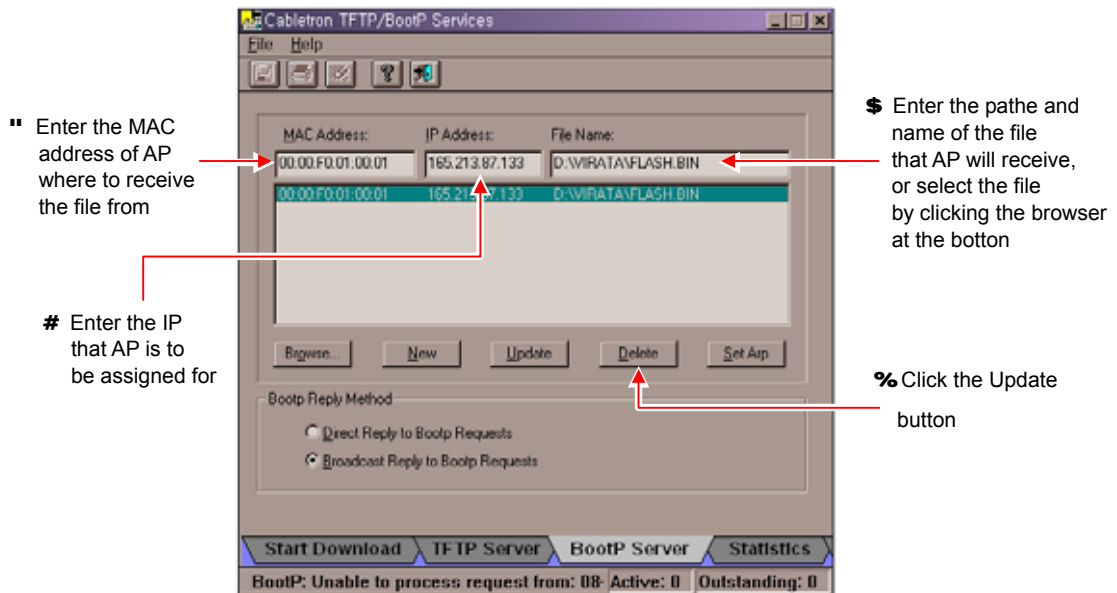 Cabletron TFTP/BootP Services
File Help
" Enter the MAC
address of AP
where to receive
the file from
$ Enter the pathe and
name of the file
that AP will receive,
or select the file
by clicking the browser
at the botton
MAC Address: IP Address: File Name:
00:00:F0:01:00:01 165.213.87.133 D:\VIRATA\FLASH.BIN
00:00:F0:01:00:01 165.213.87.133 D:\VIRATA\FLASH.BIN
# Enter the IP
that AP is to
be assigned for
Browse... New Update Delete Set Arp
% Click the Update
button
Bootp Reply Method
Direct Reply to Bootp Requests
Broadcast Reply to Bootp Requests
Start Download TFTP Server BootP Server Statistics
BootP: Unable to process request from: 08- Active: 0 Outstanding: 0